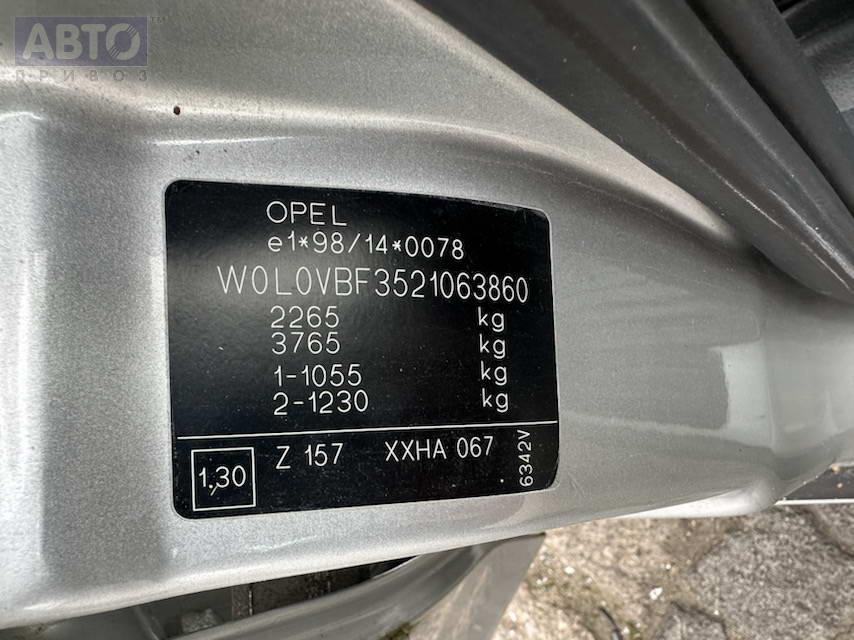 АВТО
ПРИВОЗ
OPEL
e1*98/14*0078
W0L0VBF3521063860
2265 kg
3765 kg
1-1055 kg
2-1230 kg
1,30 Z 157 XXHA 067 6342V